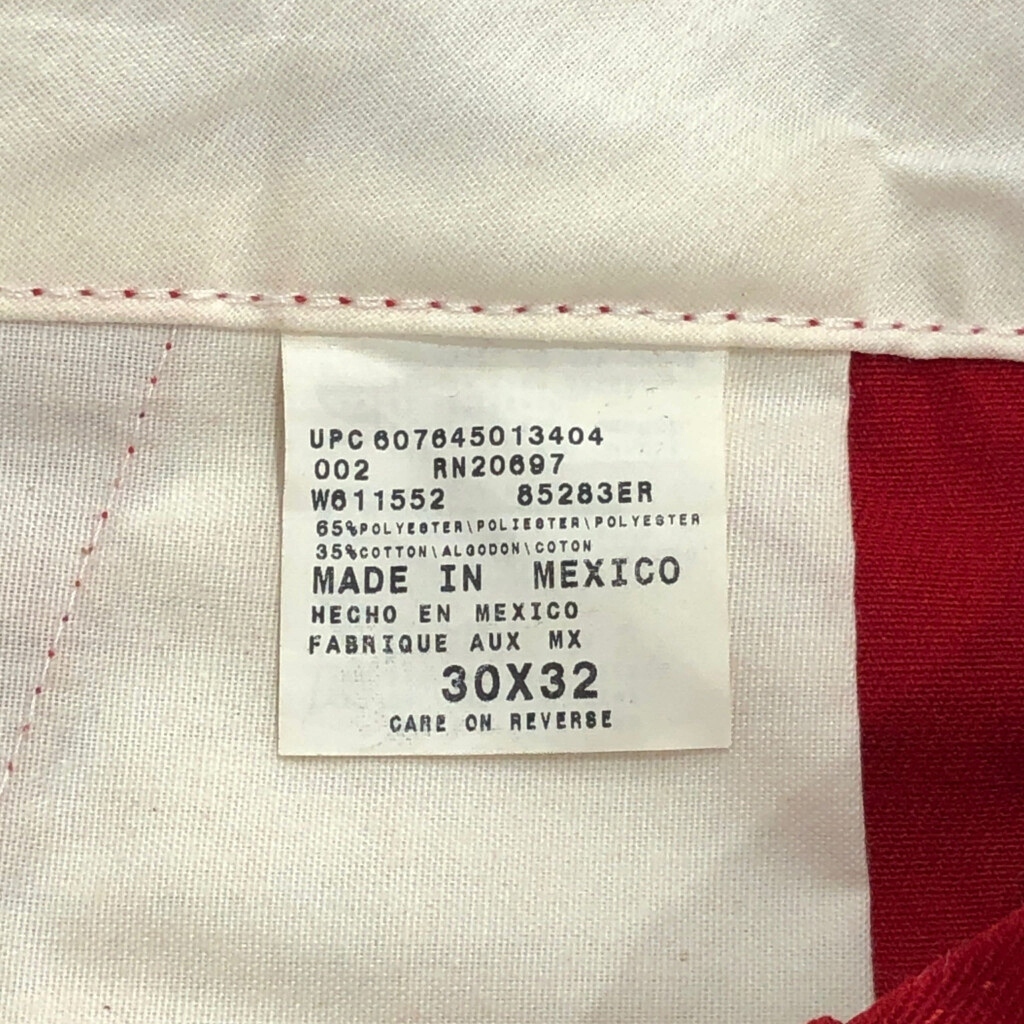 UPC 607645013404
002 RN20697
W611552 85283ER
65%POLYESTER\POLIESTER\POLYESTER
35%COTTON\ALGODON\COTON
MADE IN MEXICO
HECHO EN MEXICO
FABRIQUE AUX MX
30X32
CARE ON REVERSE